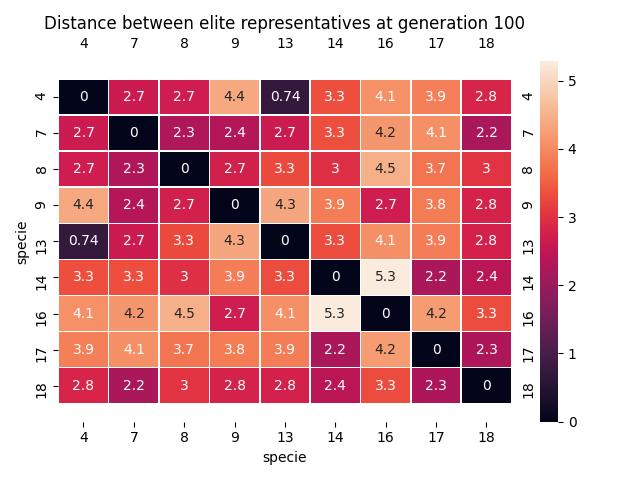 Distance between elite representatives at generation 100
4 7 8 9 13 14 16 17 18
4 0 2.7 2.7 4.4 0.74 3.3 4.1 3.9 2.8 4
7 2.7 0 2.3 2.4 2.7 3.3 4.2 4.1 2.2 7
8 2.7 2.3 0 2.7 3.3 3 4.5 3.7 3 8
9 4.4 2.4 2.7 0 4.3 3.9 2.7 3.8 2.8 9
13 0.74 2.7 3.3 4.3 0 3.3 4.1 3.9 2.8 13
14 3.3 3.3 3 3.9 3.3 0 5.3 2.2 2.4 14
16 4.1 4.2 4.5 2.7 4.1 5.3 0 4.2 3.3 16
17 3.9 4.1 3.7 3.8 3.9 2.2 4.2 0 2.3 17
18 2.8 2.2 3 2.8 2.8 2.4 3.3 2.3 0 18
4 7 8 9 13 14 16 17 18
specie
specie
5
4
3
2
1
0